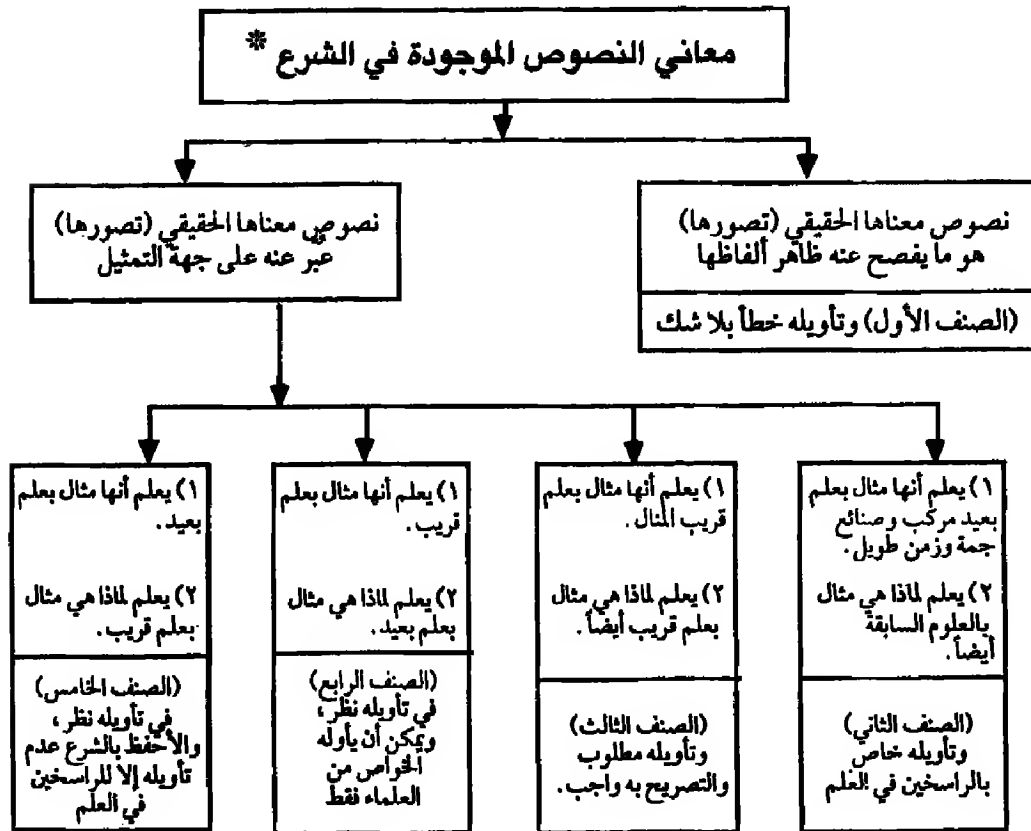 معاني النصوص الموجودة في الشرع *
نصوص معناها الحقيقي (تصورها)
هو ما يفصح عنه ظاهر ألفاظها
(الصنف الأول) وتأويله خطأ بلا شك
نصوص معناها الحقيقي (تصورها)
عبّر عنه على جهة التمثيل
١) يعلم أنها مثال بعلم
بعيد مركب وصنائع
جمة وزمن طويل.
٢) يعلم لماذا هي مثال
بالعلوم السابقة
أيضاً.
(الصنف الثاني)
وتأويله خاص
بالراسخين في العلم
١) يعلم أنها مثال بعلم
قريب المنال.
٢) يعلم لماذا هي مثال
بعلم قريب أيضاً.
(الصنف الثالث)
وتأويله مطلوب
والتصريح به واجب.
١) يعلم أنها مثال بعلم
قريب.
٢) يعلم لماذا هي مثال
بعلم بعيد.
(الصنف الرابع)
في تأويله نظر،
ويمكن أن يأوله
الخواص من
العلماء فقط
١) يعلم أنها مثال بعلم
بعيد.
٢) يعلم لماذا هي مثال
بعلم قريب.
(الصنف الخامس)
في تأويله نظر،
والأحفظ بالشرع عدم
تأويله إلا للراسخين
في العلم